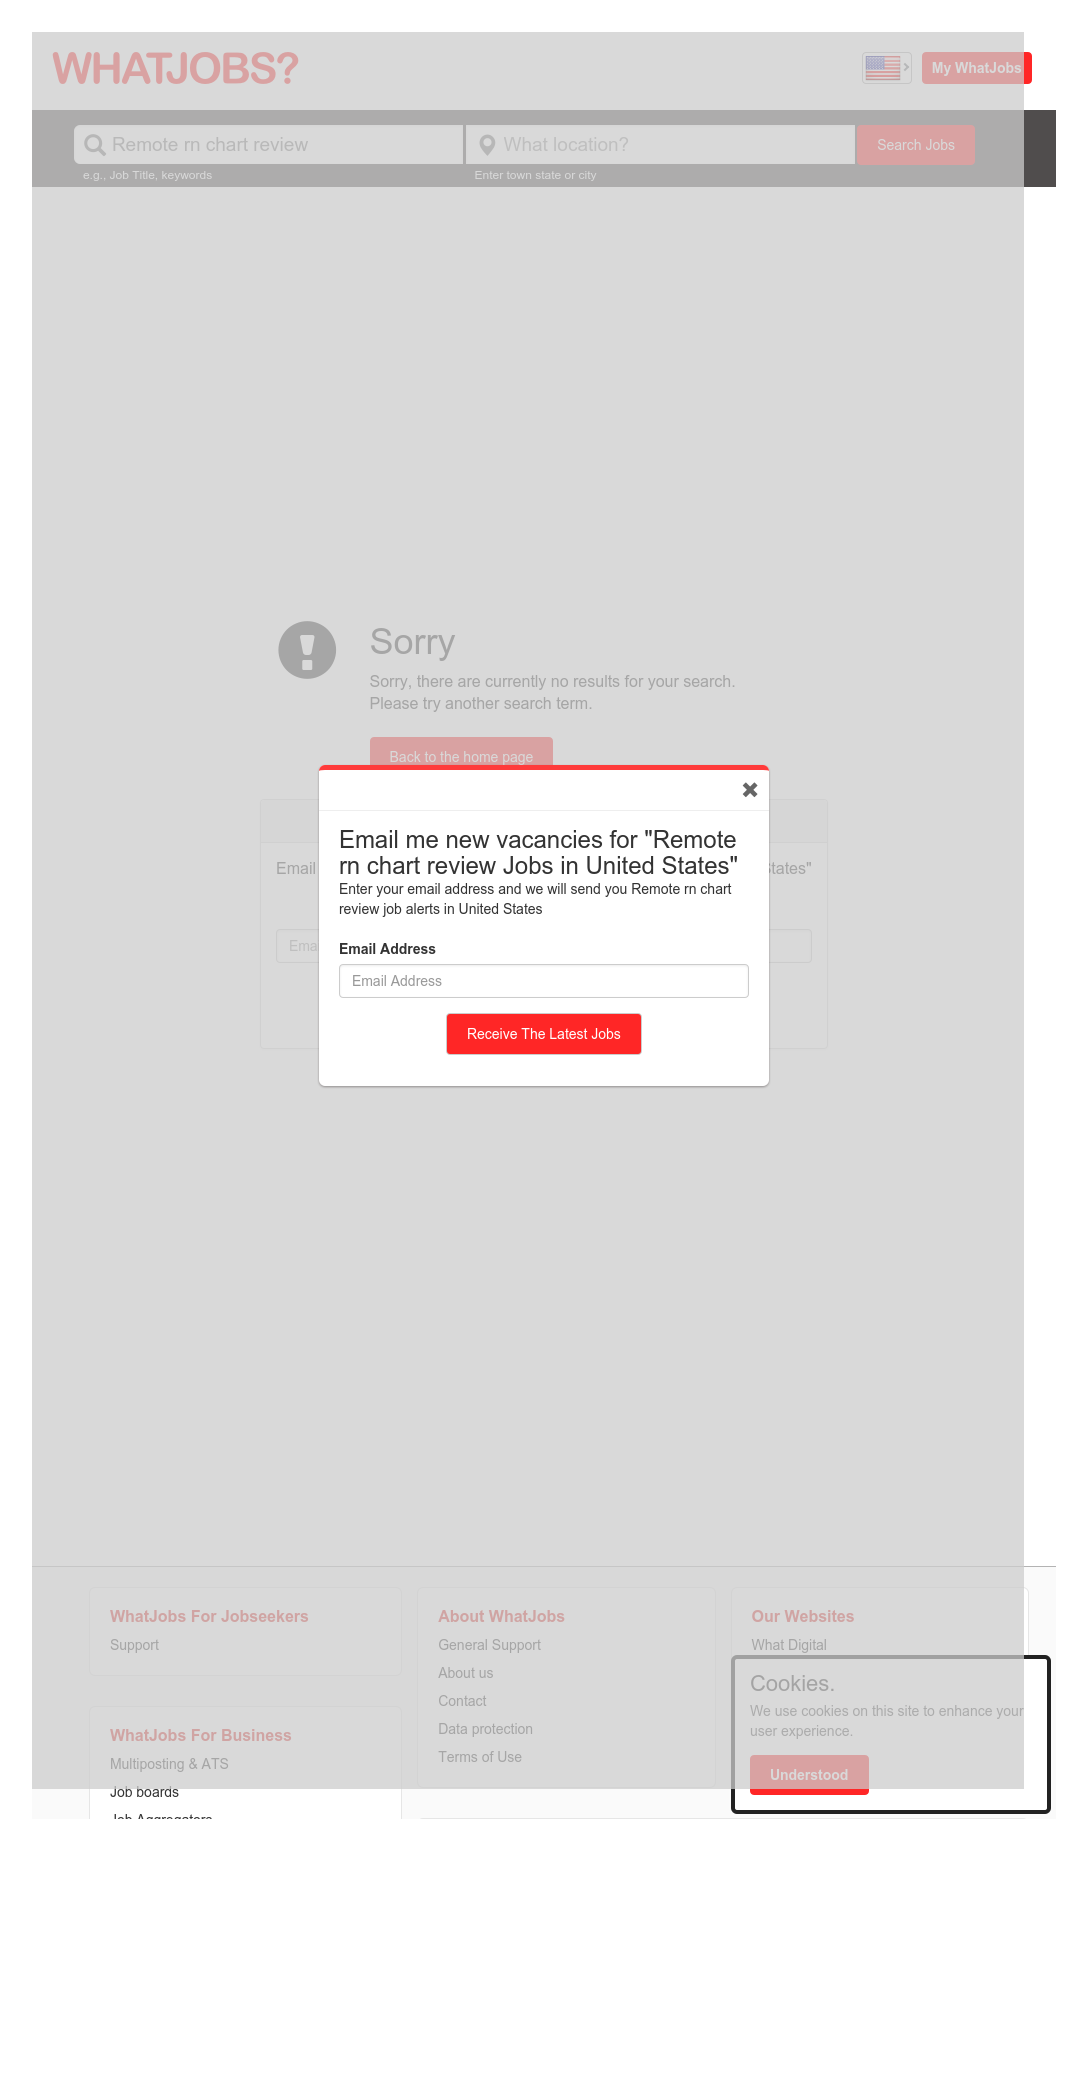 WHATJOBS?
My WhatJobs
Remote rn chart review
What location?
Search Jobs
e.g., Job Title, keywords
Enter town state or city
Sorry
Sorry, there are currently no results for your search.
Please try another search term.
Back to the home page
Email me new vacancies for "Remote
rn chart review Jobs in United States"
Enter your email address and we will send you Remote rn chart
review job alerts in United States
Email
States"
Email Address
Email Address
Receive The Latest Jobs
WhatJobs For Jobseekers
Support
WhatJobs For Business
Multiposting & ATS
Job boards
Job Aggregators
About WhatJobs
General Support
About us
Contact
Data protection
Terms of Use
Our Websites
What Digital
Cookies.
We use cookies on this site to enhance your
user experience.
Understood